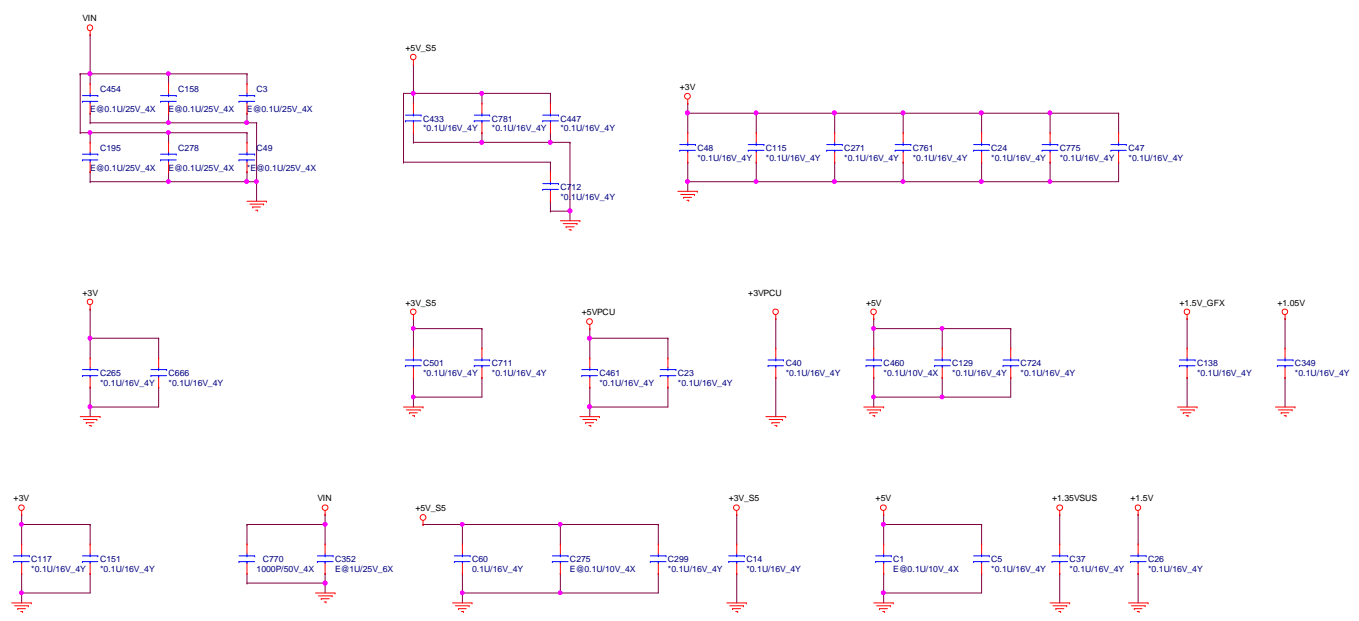 VIN
C454
E@0.1U/25V_4X
C158
E@0.1U/25V_4X
C3
E@0.1U/25V_4X
C195
E@0.1U/25V_4X
C278
E@0.1U/25V_4X
C49
*E@0.1U/25V_4X
+5V_S5
C433
*0.1U/16V_4Y
C781
*0.1U/16V_4Y
C447
*0.1U/16V_4Y
C712
*0.1U/16V_4Y
+3V
C48
*0.1U/16V_4Y
C115
*0.1U/16V_4Y
C271
*0.1U/16V_4Y
C761
*0.1U/16V_4Y
C24
*0.1U/16V_4Y
C775
*0.1U/16V_4Y
C47
*0.1U/16V_4Y
+3V
C265
*0.1U/16V_4Y
C666
*0.1U/16V_4Y
+3V_S5
C501
*0.1U/16V_4Y
C711
*0.1U/16V_4Y
+5VPCU
C461
*0.1U/16V_4Y
C23
*0.1U/16V_4Y
+3VPCU
C40
*0.1U/16V_4Y
+5V
C460
*0.1U/10V_4X
C129
*0.1U/16V_4Y
C724
*0.1U/16V_4Y
+1.5V_GFX
C138
*0.1U/16V_4Y
+1.05V
C349
*0.1U/16V_4Y
+3V
C117
*0.1U/16V_4Y
C151
*0.1U/16V_4Y
VIN
C770
1000P/50V_4X
C352
E@1U/25V_6X
+5V_S5
C60
0.1U/16V_4Y
C275
E@0.1U/10V_4X
C299
*0.1U/16V_4Y
+3V_S5
C14
*0.1U/16V_4Y
+5V
C1
E@0.1U/10V_4X
C5
*0.1U/16V_4Y
+1.35VSUS
C37
*0.1U/16V_4Y
+1.5V
C26
*0.1U/16V_4Y